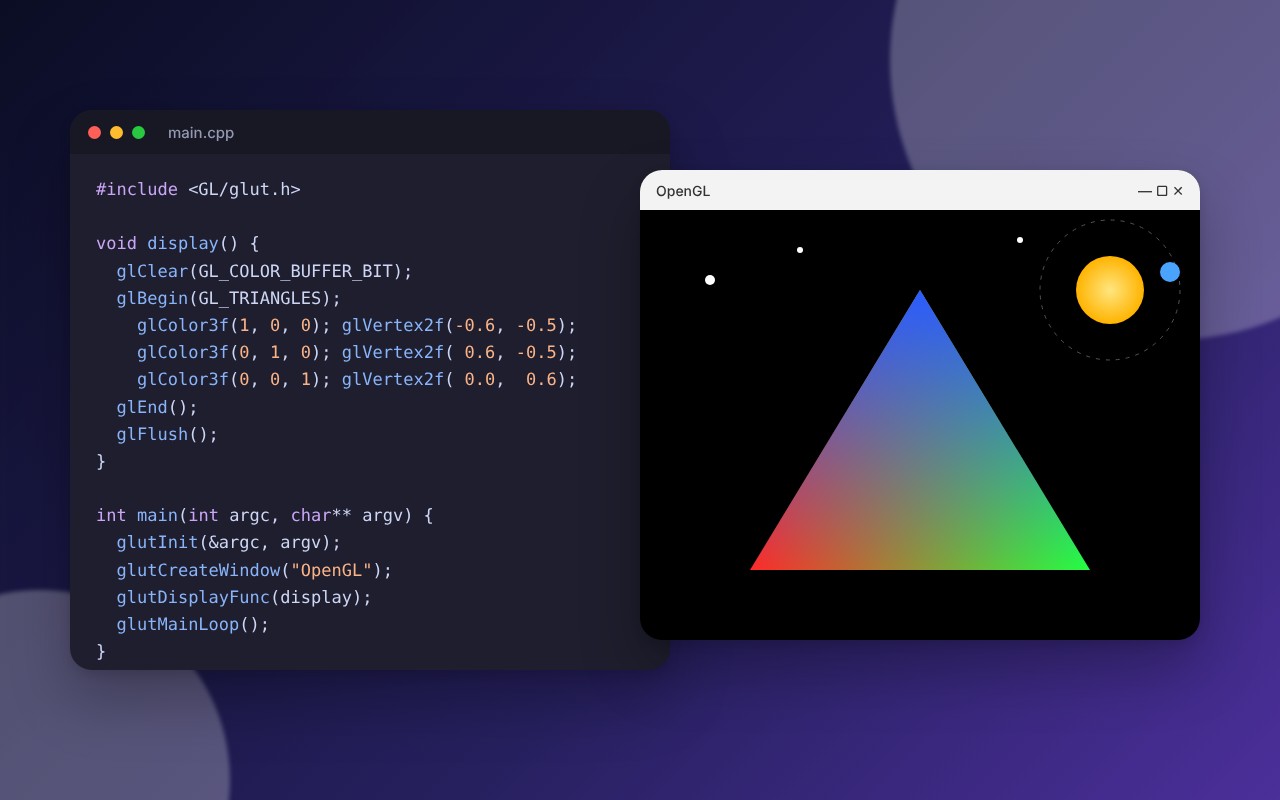 main.cpp
#include <GL/glut.h>
void display() {
  glClear(GL_COLOR_BUFFER_BIT);
  glBegin(GL_TRIANGLES);
    glColor3f(1, 0, 0); glVertex2f(-0.6, -0.5);
    glColor3f(0, 1, 0); glVertex2f( 0.6, -0.5);
    glColor3f(0, 0, 1); glVertex2f( 0.0,  0.6);
  glEnd();
  glFlush();
}
int main(int argc, char** argv) {
  glutInit(&argc, argv);
  glutCreateWindow("OpenGL");
  glutDisplayFunc(display);
  glutMainLoop();
}
OpenGL